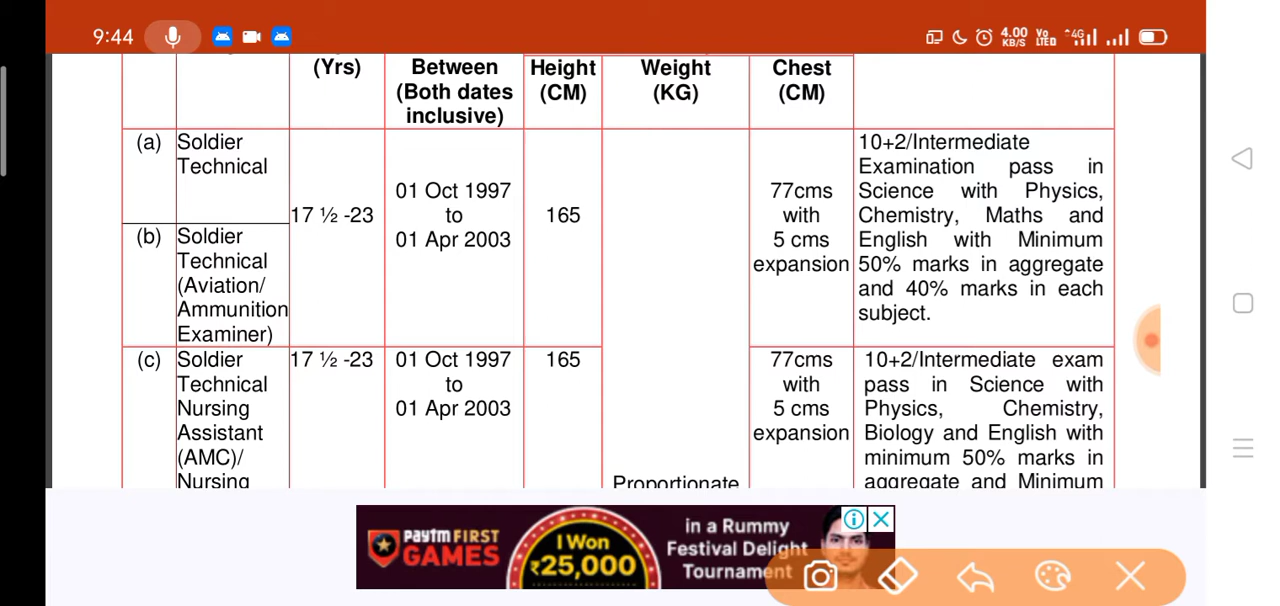 9:44
4.00
KB/S
Vo
LTE
4G
(Yrs)
Between
(Both dates
inclusive)
Height
(CM)
Weight
(KG)
Chest
(CM)
(a)
Soldier
Technical
17 ½ -23
01 Oct 1997
to
01 Apr 2003
165
77cms
with
5 cms
expansion
10+2/Intermediate
Examination pass in
Science with Physics,
Chemistry, Maths and
English with Minimum
50% marks in aggregate
and 40% marks in each
subject.
(b)
Soldier
Technical
(Aviation/
Ammunition
Examiner)
(c)
Soldier
Technical
Nursing
Assistant
(AMC)/
Nursing
17 ½ -23
01 Oct 1997
to
01 Apr 2003
165
Proportionate
77cms
with
5 cms
expansion
10+2/Intermediate exam
pass in Science with
Physics, Chemistry,
Biology and English with
minimum 50% marks in
aggregate and Minimum
paytm FIRST
GAMES
I Won
₹25,000
in a Rummy
Festival Delight
Tournament